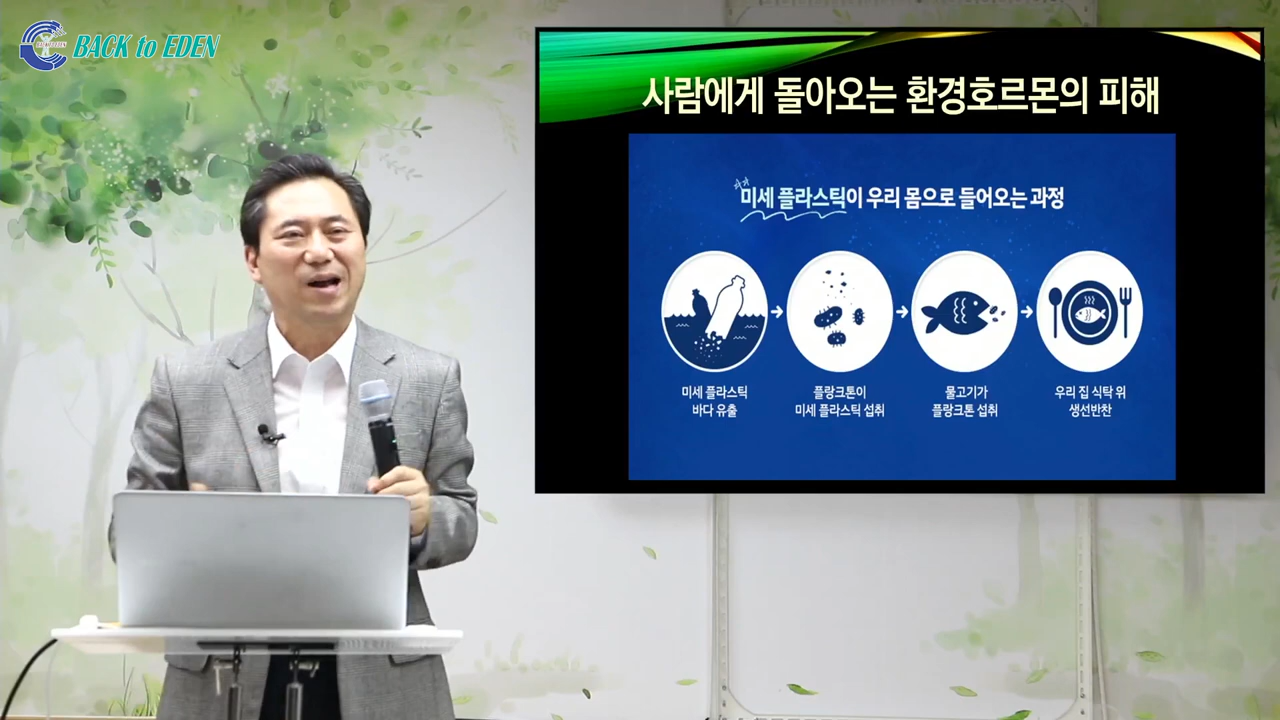 BACK to EDEN
사람에게 돌아오는 환경호르몬의 피해
미세 플라스틱이 우리 몸으로 들어오는 과정
미세 플라스틱
바다 유출
플랑크톤이
미세 플라스틱 섭취
물고기가
플랑크톤 섭취
우리 집 식탁 위
생선반찬